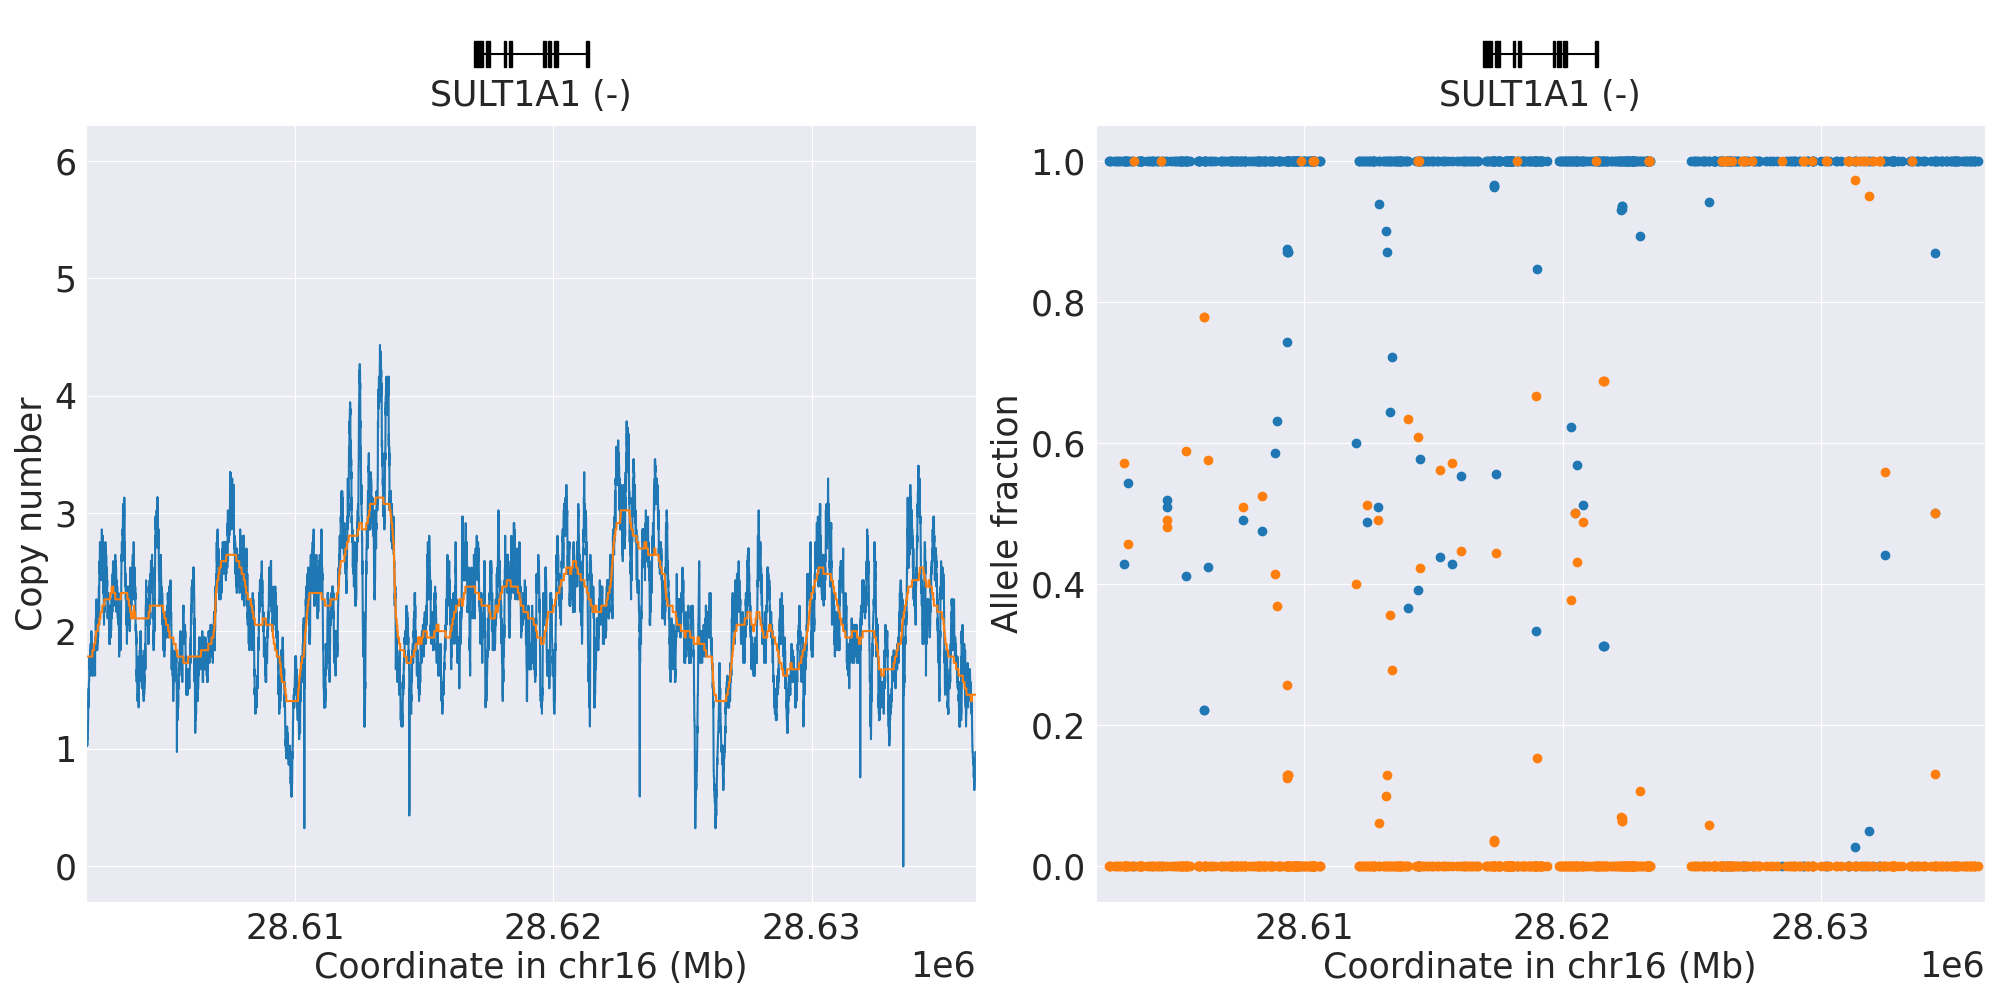 SULT1A1 (-)
6
5
4
3
2
1
0
Copy number
28.61
28.62
28.63
Coordinate in chr16 (Mb)
1e6
SULT1A1 (-)
1.0
0.8
0.6
0.4
0.2
0.0
Allele fraction
28.61
28.62
28.63
Coordinate in chr16 (Mb)
1e6